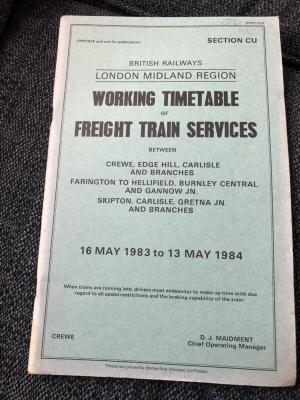 (PRIVATE and not for publication)
SECTION CU
BRITISH RAILWAYS
LONDON MIDLAND REGION
WORKING TIMETABLE
OF
FREIGHT TRAIN SERVICES
BETWEEN
CREWE, EDGE HILL, CARLISLE
AND BRANCHES
FARINGTON TO HELLIFIELD, BURNLEY CENTRAL
AND GANNOW JN.
SKIPTON, CARLISLE, GRETNA JN.
AND BRANCHES
16 MAY 1983 to 13 MAY 1984
When trains are running late, drivers must endeavour to make up time with due
regard to all speed restrictions and the braking capability of the train.
CREWE
D. J. MAIDMENT
Chief Operating Manager
Printed and printed by